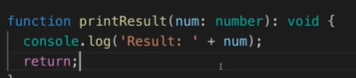 function printResult(num: number): void {
  console.log('Result: ' + num);
  return;
}